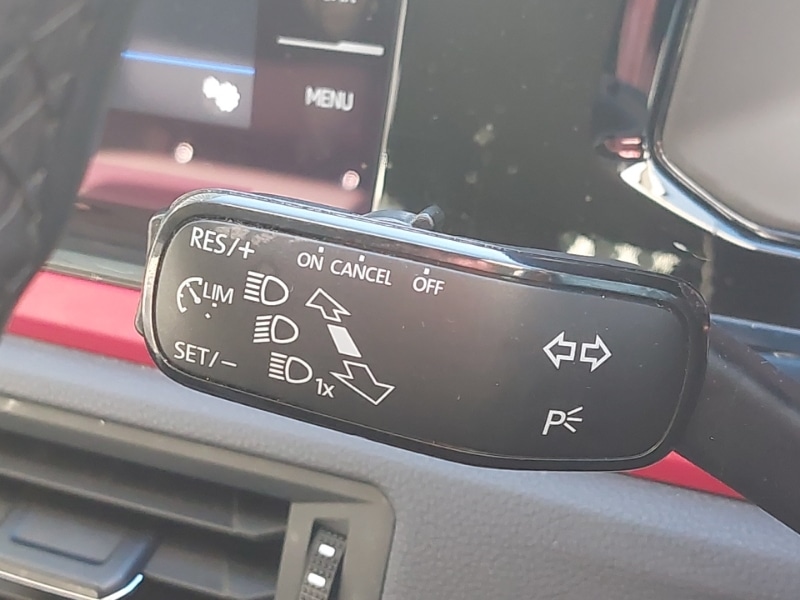 MENU
RES/+
ON CANCEL OFF
LIM
SET/−
1x
P